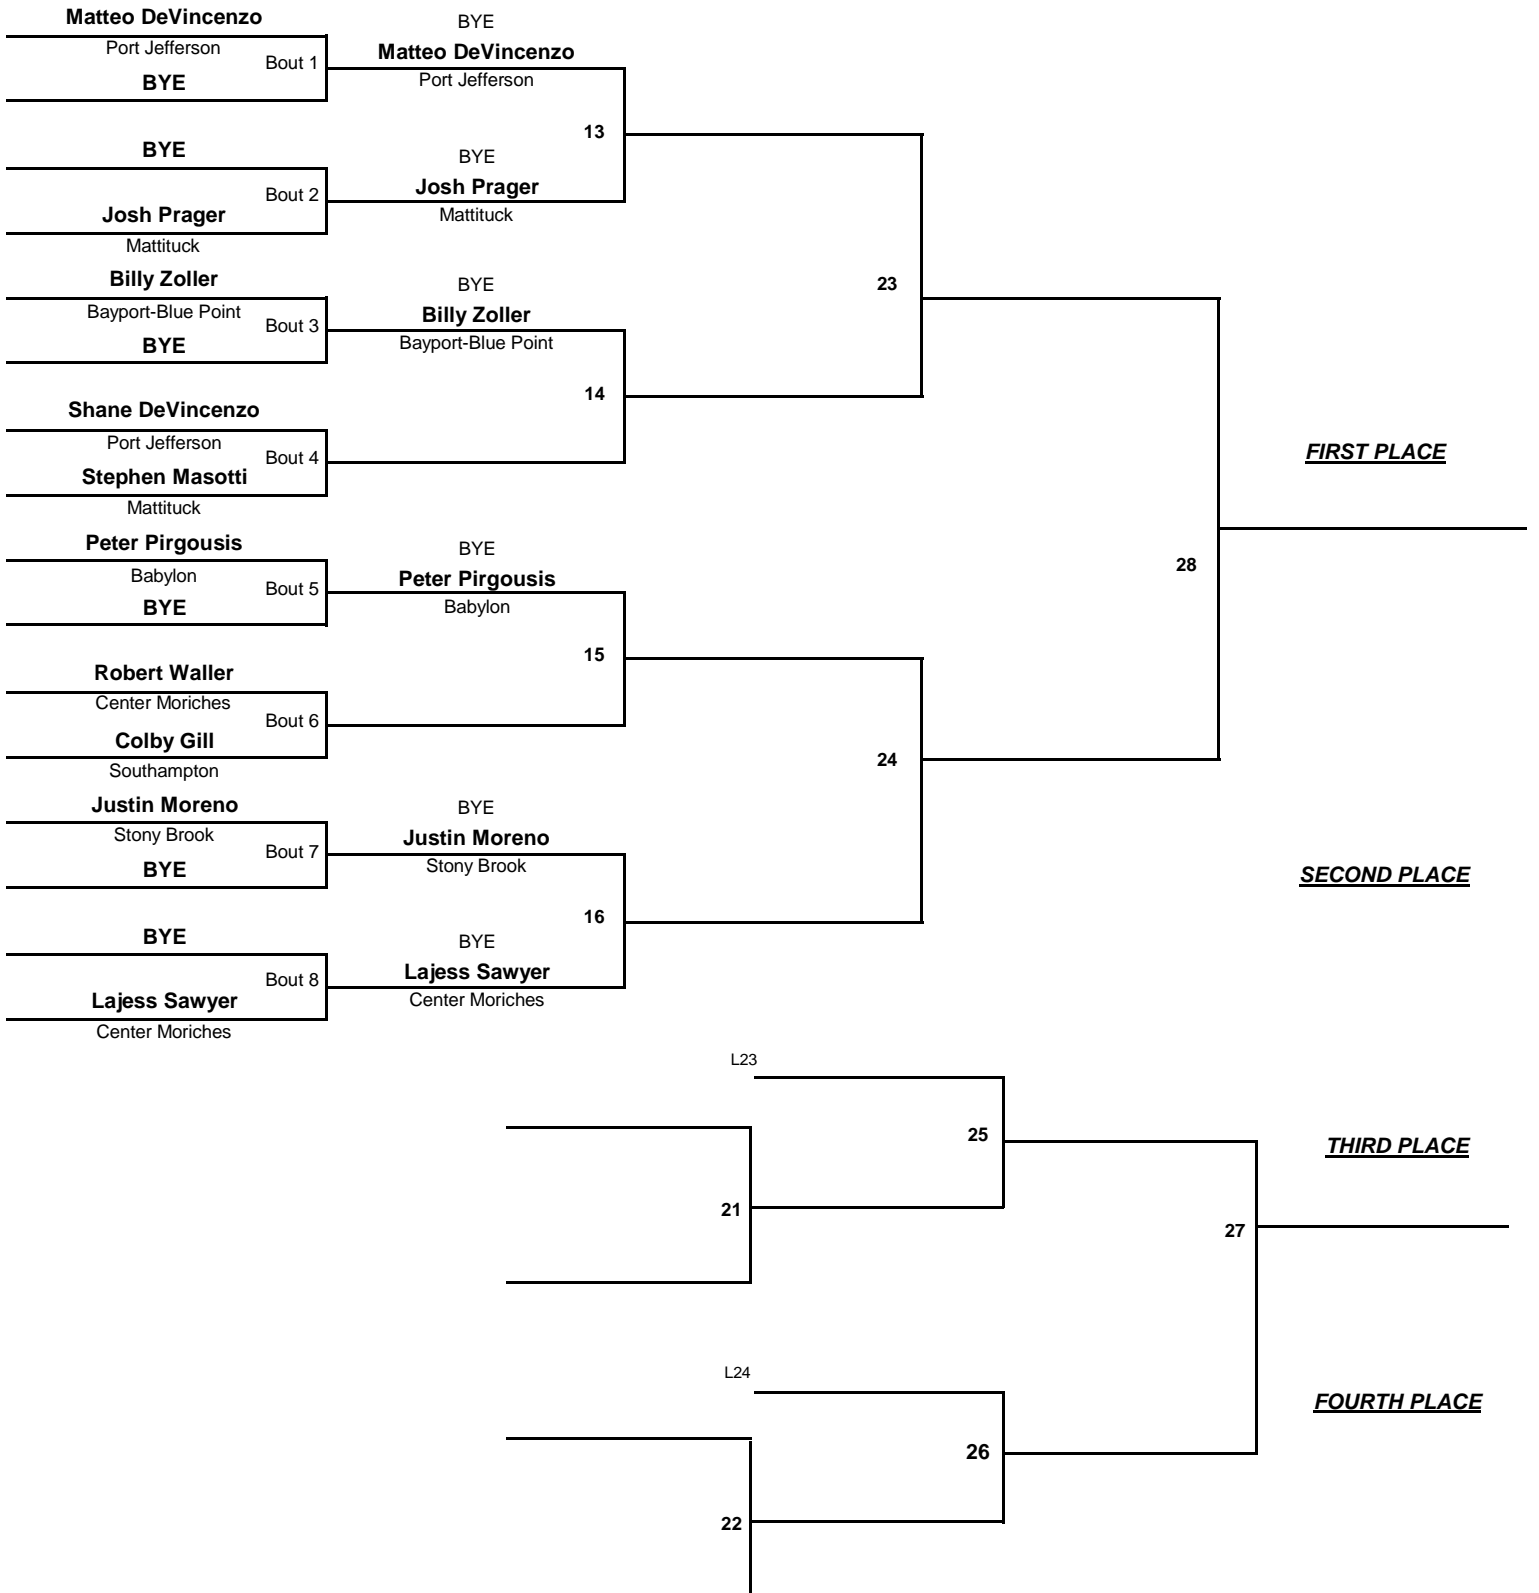 Matteo DeVincenzo
Port Jefferson
BYE
Bout 1
BYE
Matteo DeVincenzo
Port Jefferson
13
BYE
Josh Prager
Mattituck
Bout 2
BYE
Josh Prager
Mattituck
23
Billy Zoller
Bayport-Blue Point
BYE
Bout 3
BYE
Billy Zoller
Bayport-Blue Point
14
Shane DeVincenzo
Port Jefferson
Stephen Masotti
Mattituck
Bout 4
FIRST PLACE
Peter Pirgousis
Babylon
BYE
Bout 5
BYE
Peter Pirgousis
Babylon
28
15
Robert Waller
Center Moriches
Colby Gill
Southampton
Bout 6
24
Justin Moreno
Stony Brook
BYE
Bout 7
BYE
Justin Moreno
Stony Brook
SECOND PLACE
16
BYE
Lajess Sawyer
Center Moriches
Bout 8
BYE
Lajess Sawyer
Center Moriches
L23
25
THIRD PLACE
21
27
L24
FOURTH PLACE
26
22